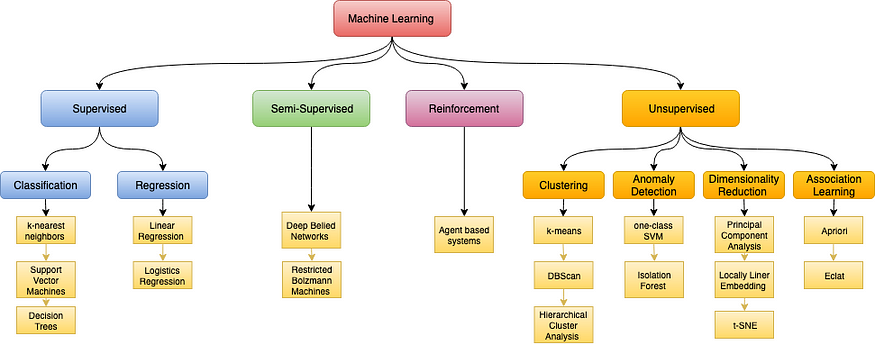 Machine Learning
Supervised
Semi-Supervised
Reinforcement
Unsupervised
Classification
Regression
Clustering
Anomaly
Detection
Dimensionality
Reduction
Association
Learning
k-nearest
neighbors
Linear
Regression
Deep Belied
Networks
Agent based
systems
k-means
one-class
SVM
Principal
Component
Analysis
Apriori
Support
Vector
Machines
Logistics
Regression
Restricted
Bolzmann
Machines
DBScan
Isolation
Forest
Locally Liner
Embedding
Eclat
Decision
Trees
Hierarchical
Cluster
Analysis
t-SNE